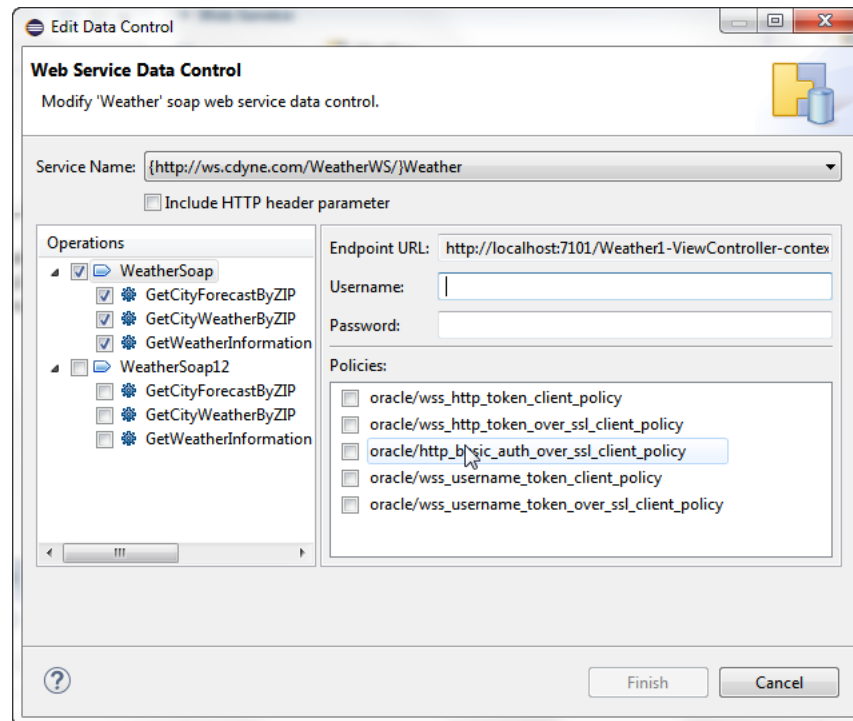 Edit Data Control
Web Service Data Control
Modify 'Weather' soap web service data control.
Service Name: {http://ws.cdyne.com/WeatherWS/}Weather
Include HTTP header parameter
Operations
WeatherSoap
GetCityForecastByZIP
GetCityWeatherByZIP
GetWeatherInformation
WeatherSoap12
GetCityForecastByZIP
GetCityWeatherByZIP
GetWeatherInformation
Endpoint URL: http://localhost:7101/Weather1-ViewController-contex
Username:
Password:
Policies:
oracle/wss_http_token_client_policy
oracle/wss_http_token_over_ssl_client_policy
oracle/http_basic_auth_over_ssl_client_policy
oracle/wss_username_token_client_policy
oracle/wss_username_token_over_ssl_client_policy
Finish
Cancel